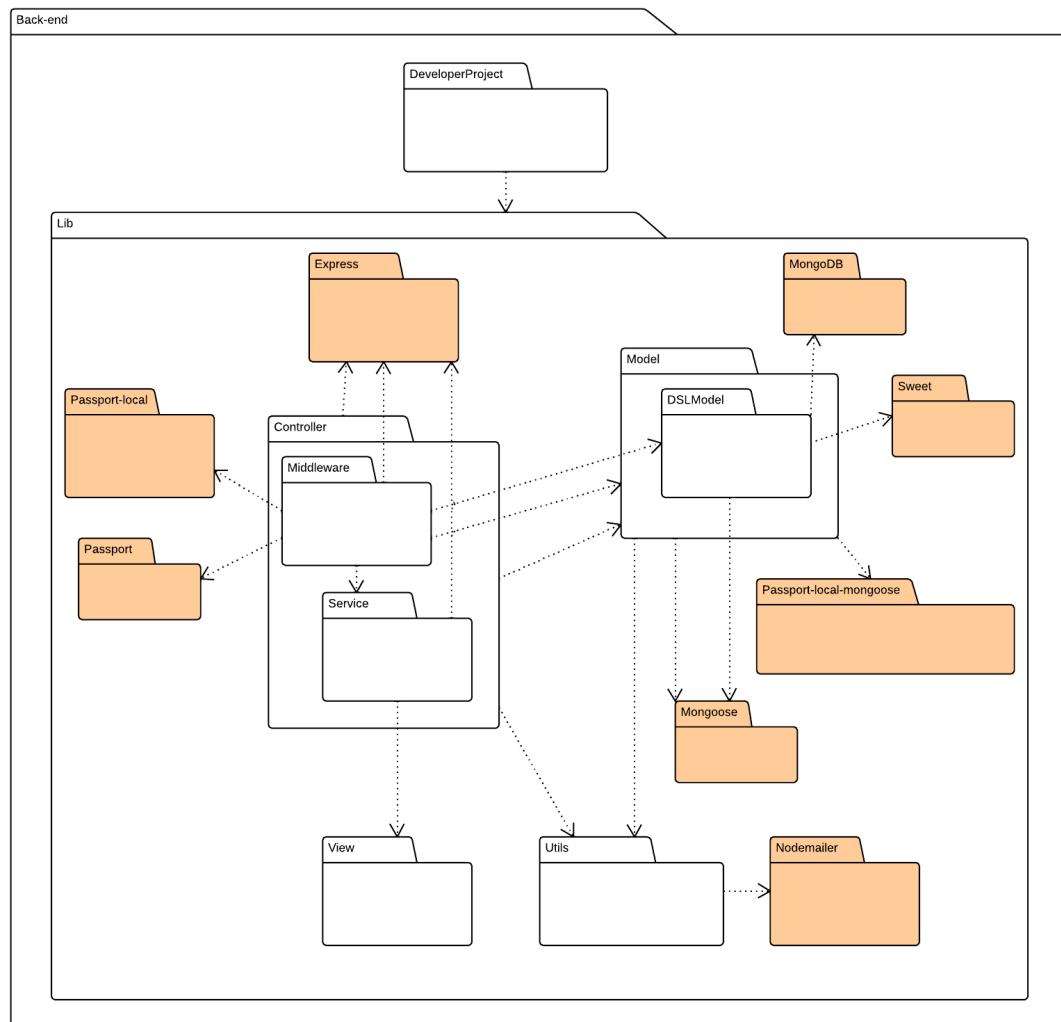 Back-end
DeveloperProject
Lib
Express
MongoDB
Model
Sweet
Passport-local
DSLModel
Controller
Middleware
Passport
Passport-local-mongoose
Service
Mongoose
View
Utils
Nodemailer